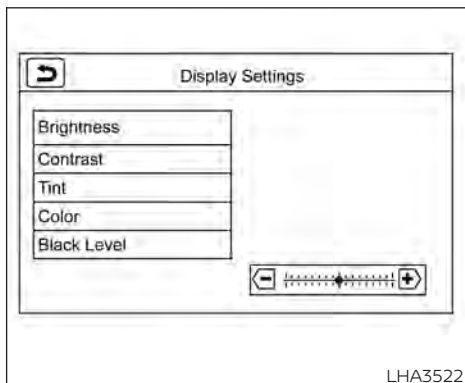 Display Settings
Brightness
Contrast
Tint
Color
Black Level
LHA3522